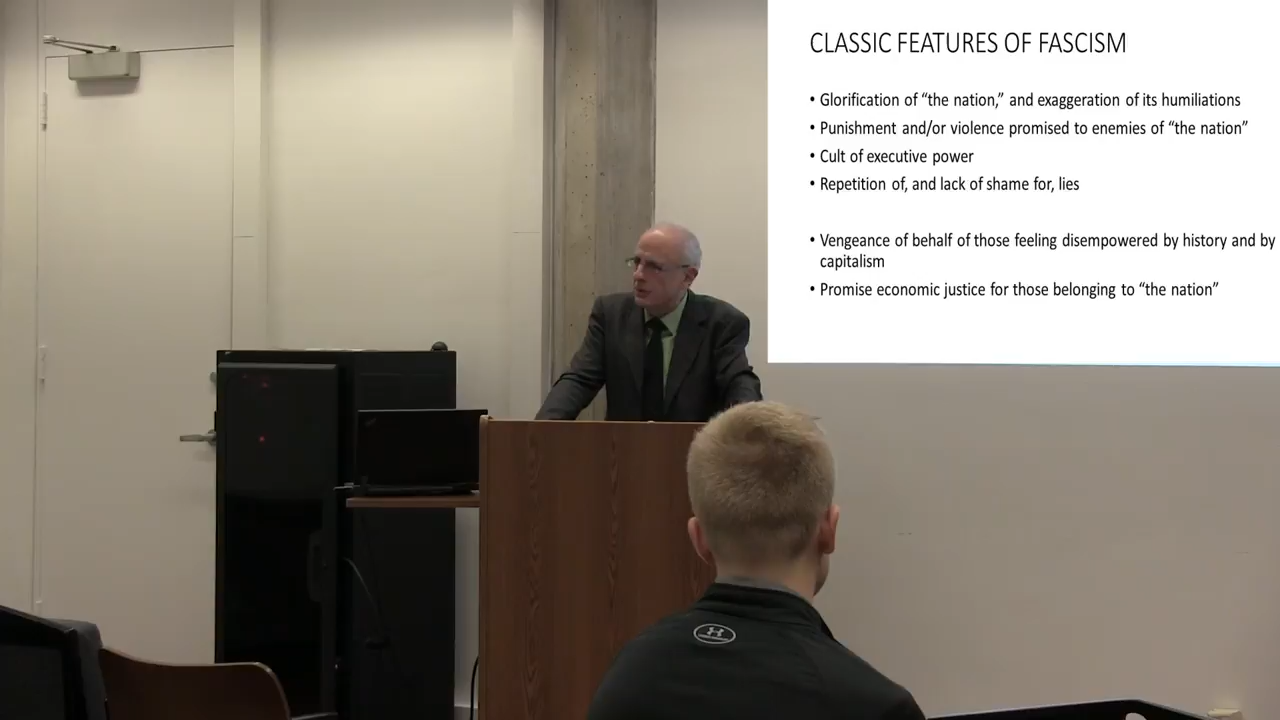 CLASSIC FEATURES OF FASCISM
• Glorification of “the nation,” and exaggeration of its humiliations
• Punishment and/or violence promised to enemies of “the nation”
• Cult of executive power
• Repetition of, and lack of shame for, lies
• Vengeance of behalf of those feeling disempowered by history and by
capitalism
• Promise economic justice for those belonging to “the nation”